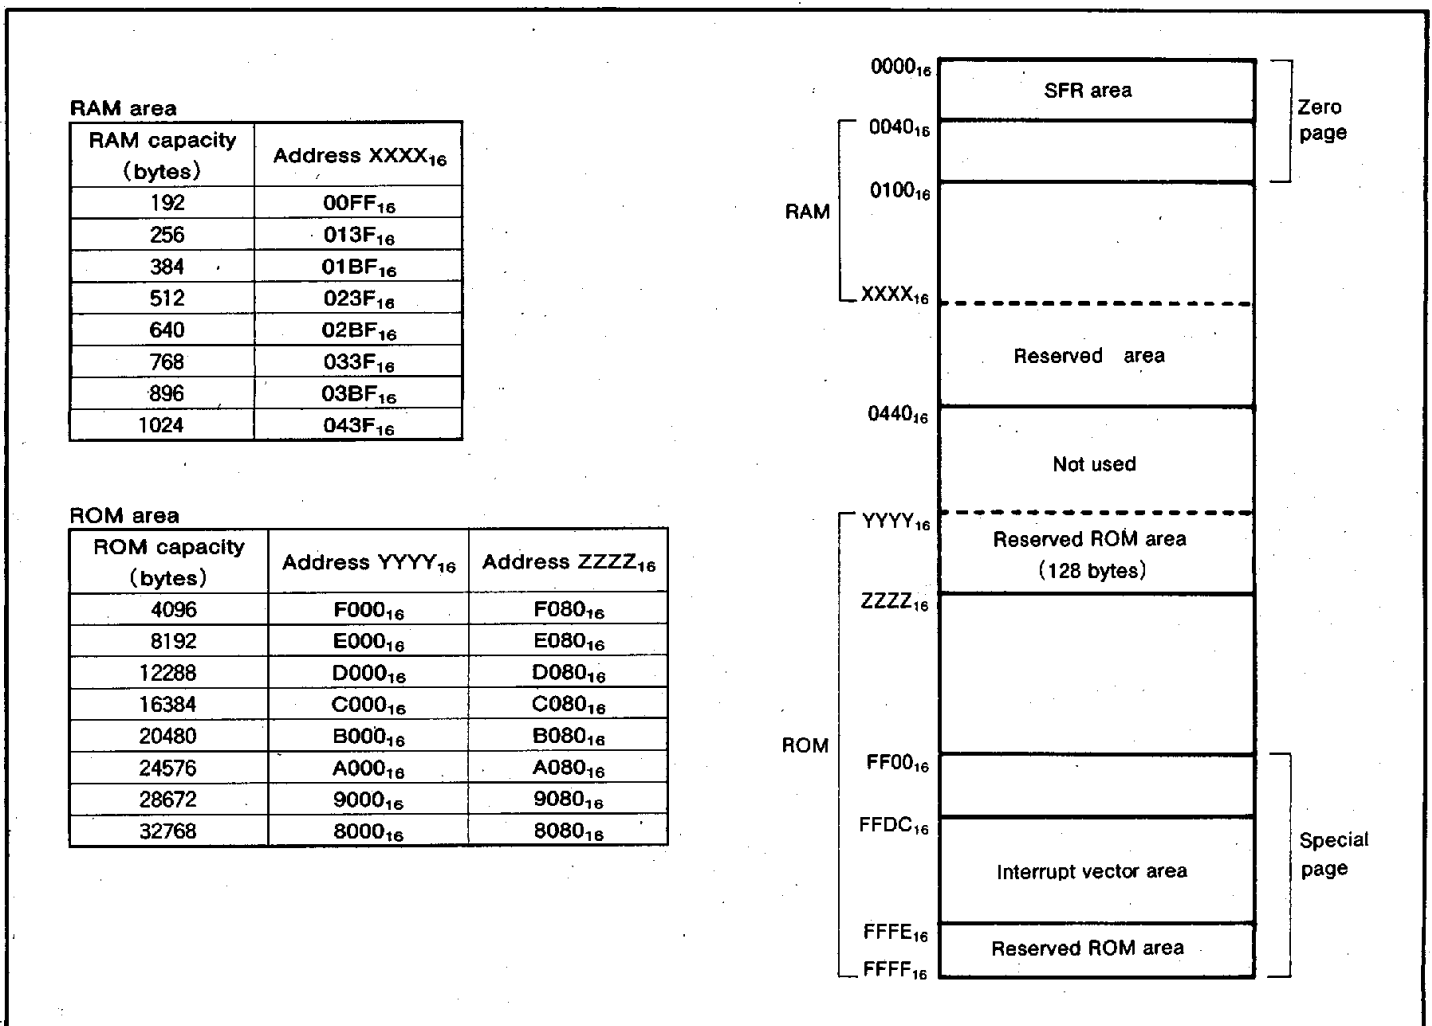 RAM area
RAM capacity (bytes) Address XXXX₁₆
192 00FF₁₆
256 013F₁₆
384 01BF₁₆
512 023F₁₆
640 02BF₁₆
768 033F₁₆
896 03BF₁₆
1024 043F₁₆
ROM area
ROM capacity (bytes) Address YYYY₁₆ Address ZZZZ₁₆
4096 F000₁₆ F080₁₆
8192 E000₁₆ E080₁₆
12288 D000₁₆ D080₁₆
16384 C000₁₆ C080₁₆
20480 B000₁₆ B080₁₆
24576 A000₁₆ A080₁₆
28672 9000₁₆ 9080₁₆
32768 8000₁₆ 8080₁₆
0000₁₆
SFR area
Zero
page
0040₁₆
0100₁₆
RAM
XXXX₁₆
Reserved area
0440₁₆
Not used
YYYY₁₆
Reserved ROM area
(128 bytes)
ZZZZ₁₆
ROM
FF00₁₆
FFDC₁₆
Special
page
Interrupt vector area
FFFE₁₆
Reserved ROM area
FFFF₁₆